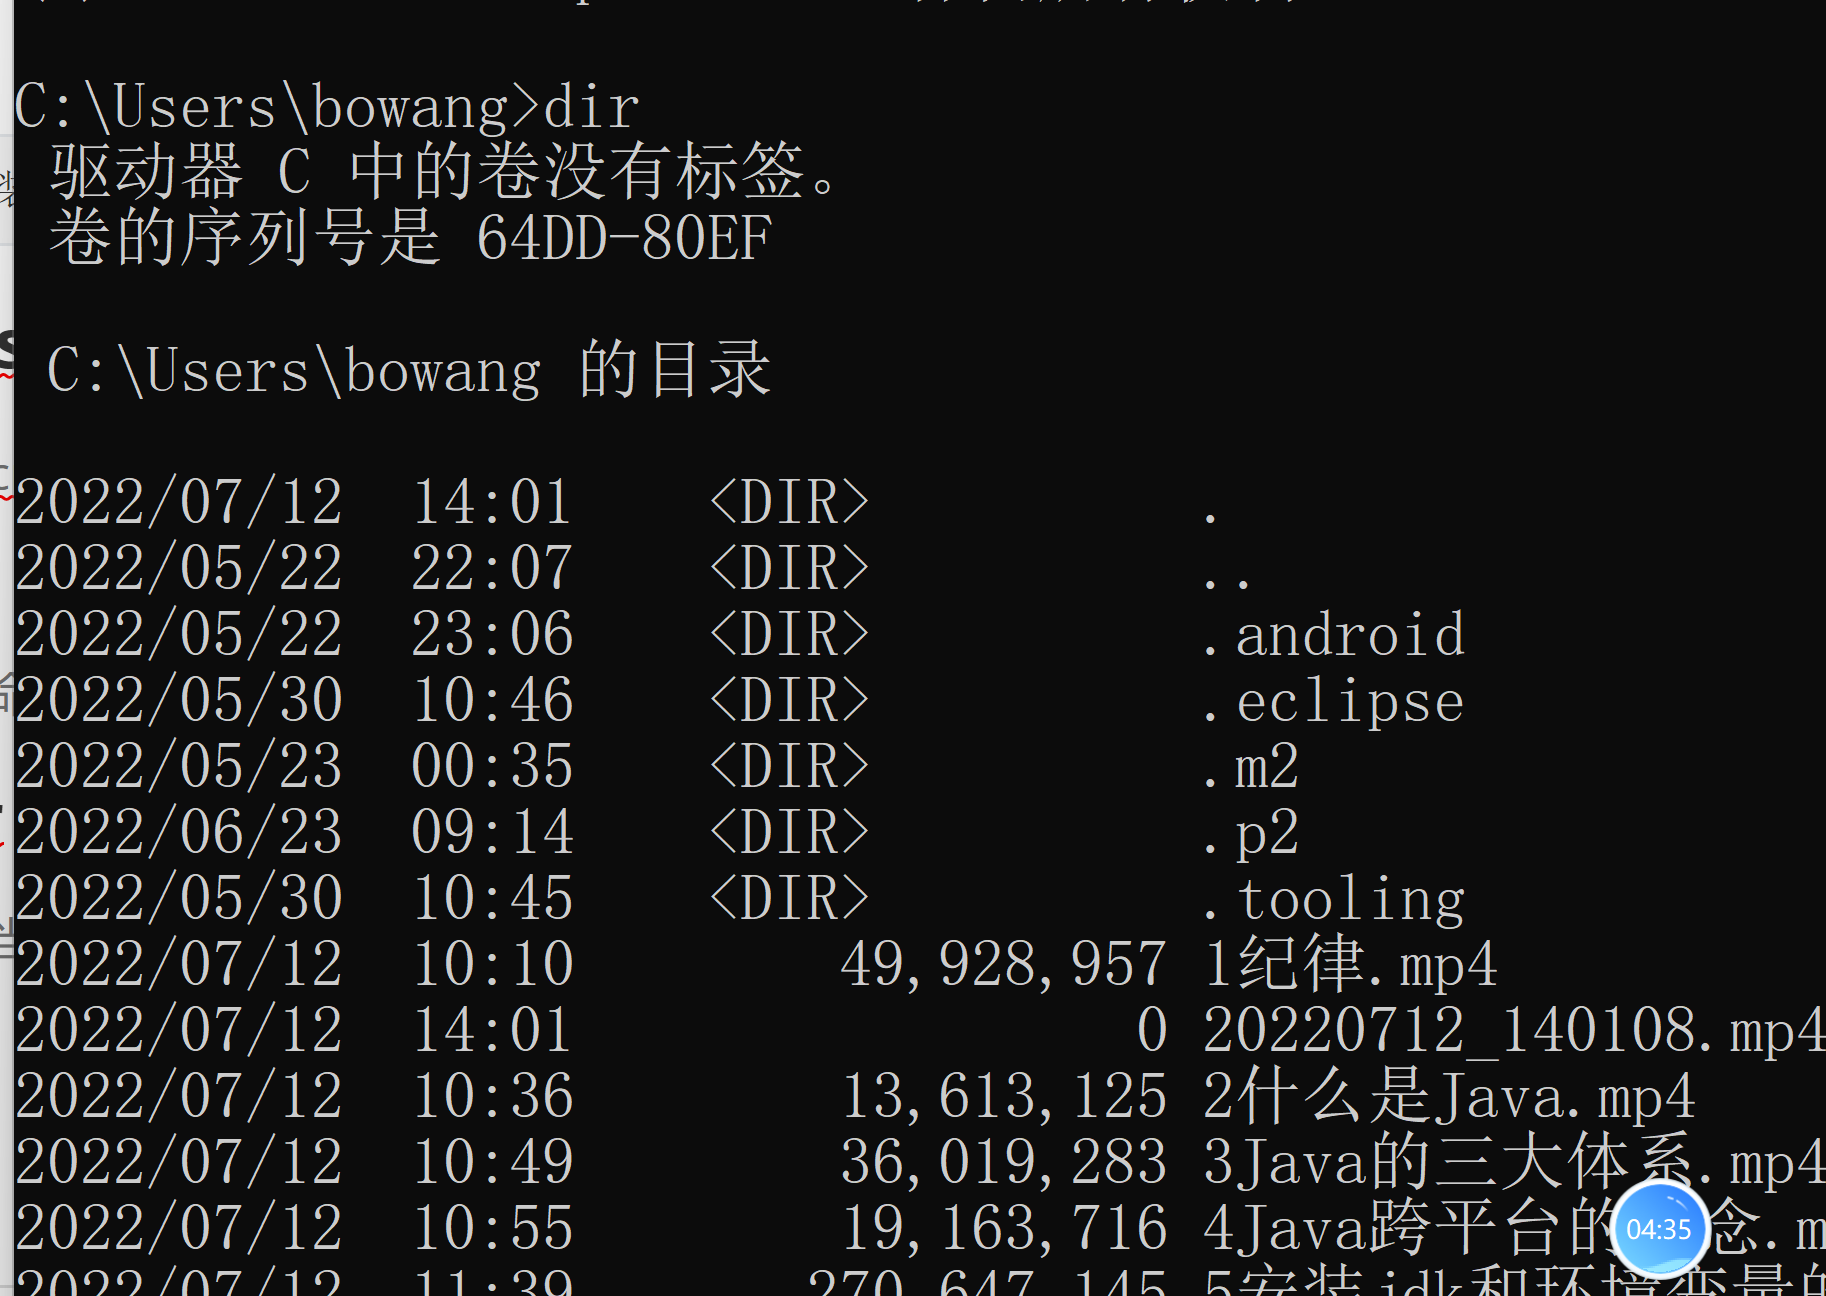 C:\Users\bowang>dir
驱动器 C 中的卷没有标签。
卷的序列号是 64DD-80EF
C:\Users\bowang 的目录
2022/07/12  14:01    <DIR>          .
2022/05/22  22:07    <DIR>          ..
2022/05/22  23:06    <DIR>          .android
2022/05/30  10:46    <DIR>          .eclipse
2022/05/23  00:35    <DIR>          .m2
2022/06/23  09:14    <DIR>          .p2
2022/05/30  10:45    <DIR>          .tooling
2022/07/12  10:10        49,928,957 1纪律.mp4
2022/07/12  14:01                 0 20220712_140108.mp4
2022/07/12  10:36        13,613,125 2什么是Java.mp4
2022/07/12  10:49        36,019,283 3Java的三大体系.mp4
2022/07/12  10:55        19,163,716 4Java跨平台的 念.m
2022/07/12  11:39       270,647,145 5安装jdk和环境变量的
04:35